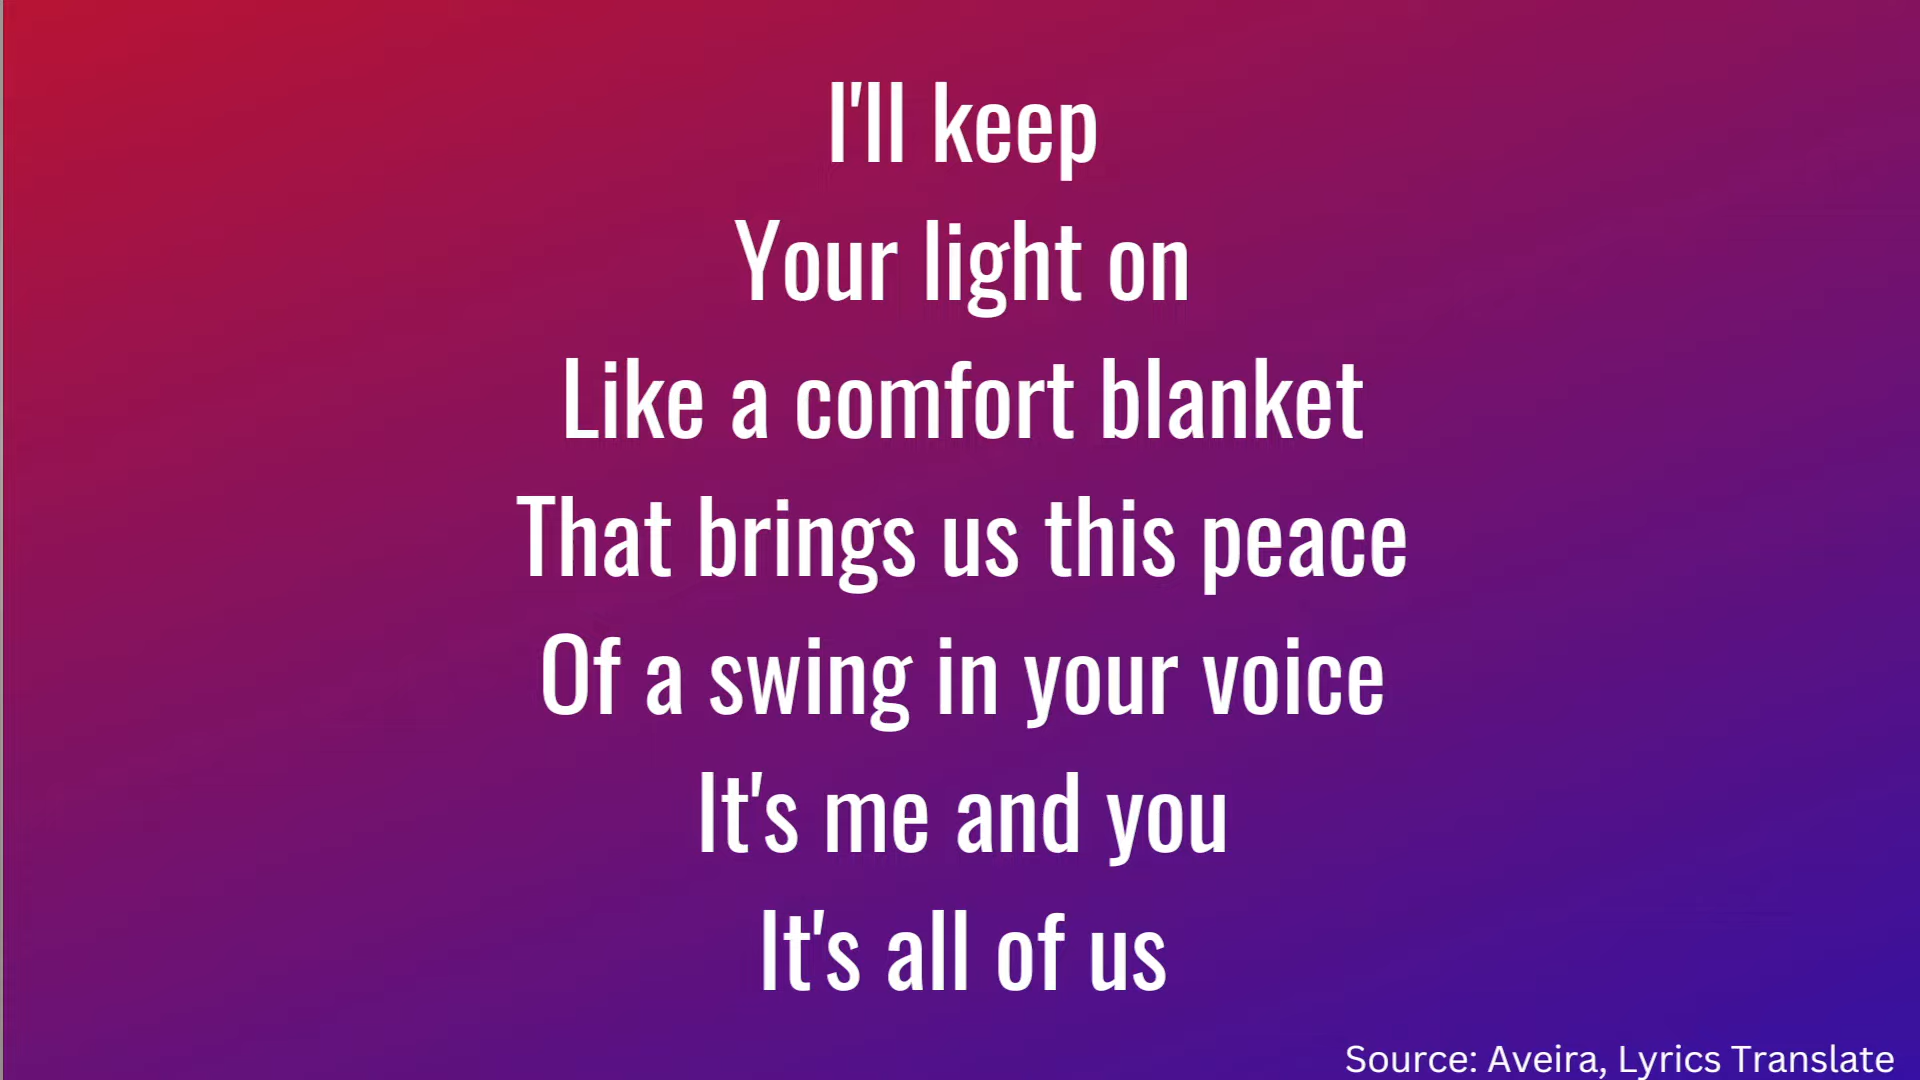 I'll keep
Your light on
Like a comfort blanket
That brings us this peace
Of a swing in your voice
It's me and you
It's all of us
Source: Aveira, Lyrics Translate